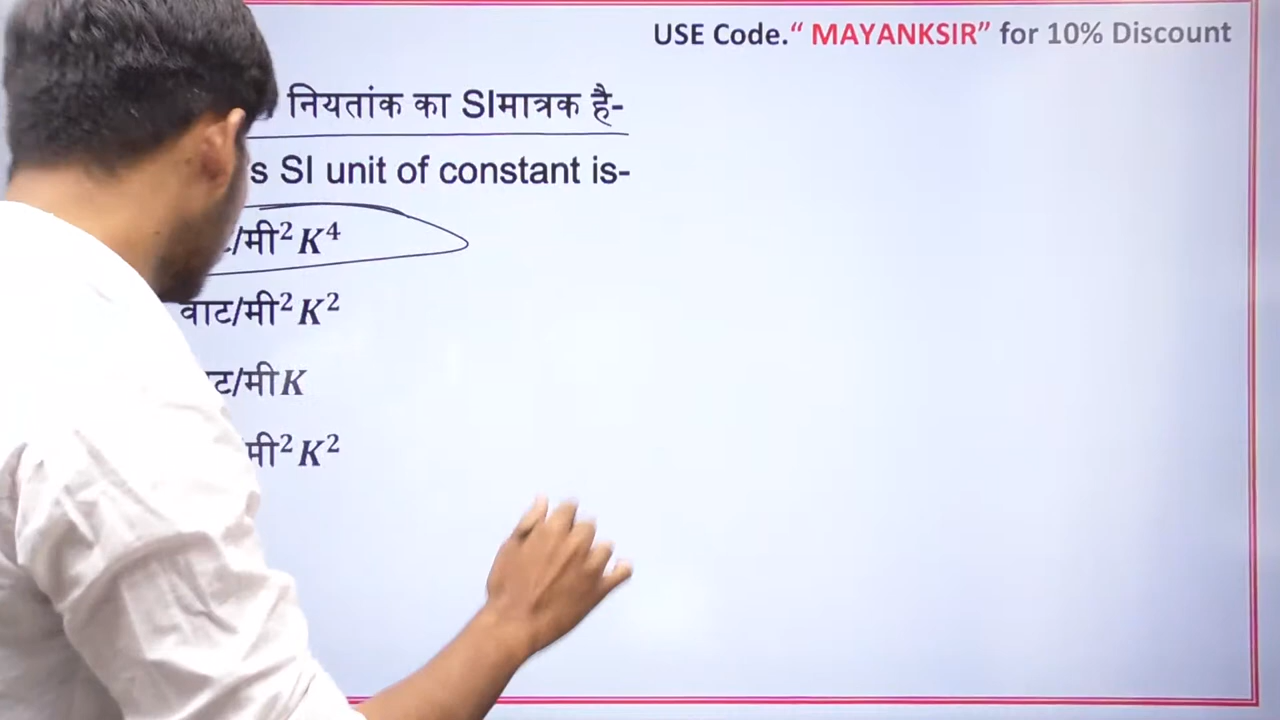 USE Code.“ MAYANKSIR” for 10% Discount
नियतांक का SIमात्रक है-
s SI unit of constant is-
/मी² K⁴
वाट/मी² K²
ट/मी K
मी² K²